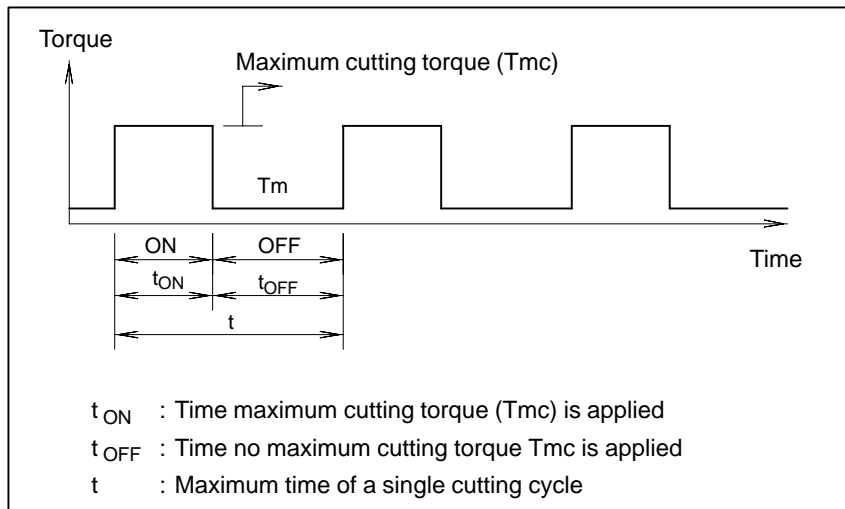 Torque
Maximum cutting torque (Tmc)
Tm
ON OFF
Time
tON tOFF
t
tON : Time maximum cutting torque (Tmc) is applied
tOFF : Time no maximum cutting torque Tmc is applied
t : Maximum time of a single cutting cycle